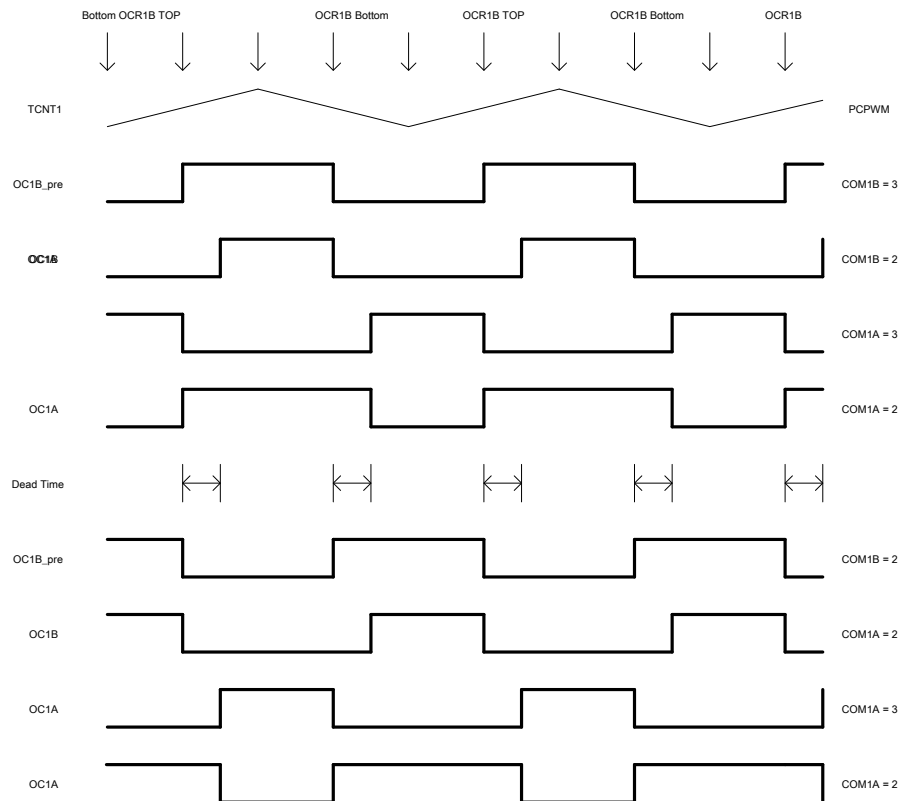 Bottom OCR1B TOP OCR1B Bottom OCR1B TOP OCR1B Bottom OCR1B
TCNT1 PCPWM
OC1B_pre COM1B = 3
COM1B = 2
COM1A = 3
OC1A COM1A = 2
Dead Time
OC1B_pre COM1B = 2
OC1B COM1A = 2
OC1A COM1A = 3
OC1A COM1A = 2